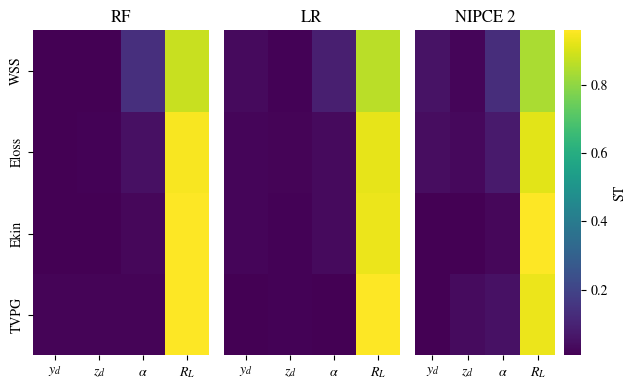 RF LR NIPCE 2
WSS
Eloss
Ekin
TVPG
0.8
0.6
0.4
0.2
ST
y_d z_d α R_L y_d z_d α R_L y_d z_d α R_L